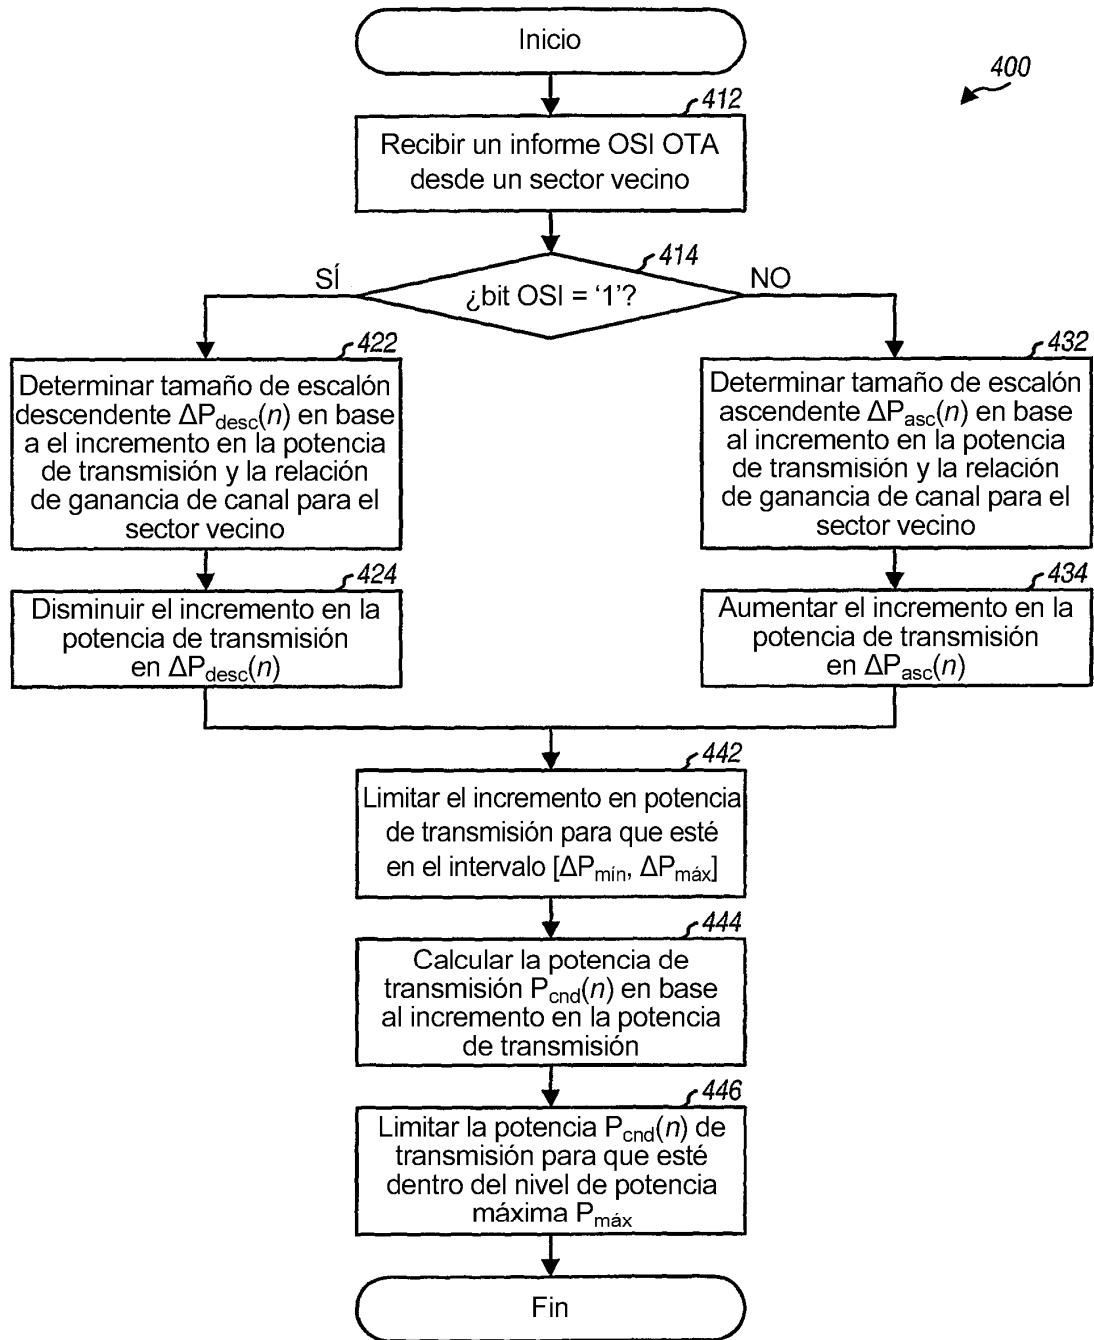 Inicio
400
412
Recibir un informe OSI OTA
desde un sector vecino
414
SÍ
¿bit OSI = ‘1’?
NO
422
Determinar tamaño de escalón
descendente ΔPdesc(n) en base
a el incremento en la potencia
de transmisión y la relación
de ganancia de canal para el
sector vecino
432
Determinar tamaño de escalón
ascendente ΔPasc(n) en base
al incremento en la potencia
de transmisión y la relación
de ganancia de canal para el
sector vecino
424
Disminuir el incremento en la
potencia de transmisión
en ΔPdesc(n)
434
Aumentar el incremento en la
potencia de transmisión
en ΔPasc(n)
442
Limitar el incremento en potencia
de transmisión para que esté
en el intervalo [ΔPmín, ΔPmáx]
444
Calcular la potencia de
transmisión Pcnd(n) en base
al incremento en la potencia
de transmisión
446
Limitar la potencia Pcnd(n) de
transmisión para que esté
dentro del nivel de potencia
máxima Pmáx
Fin